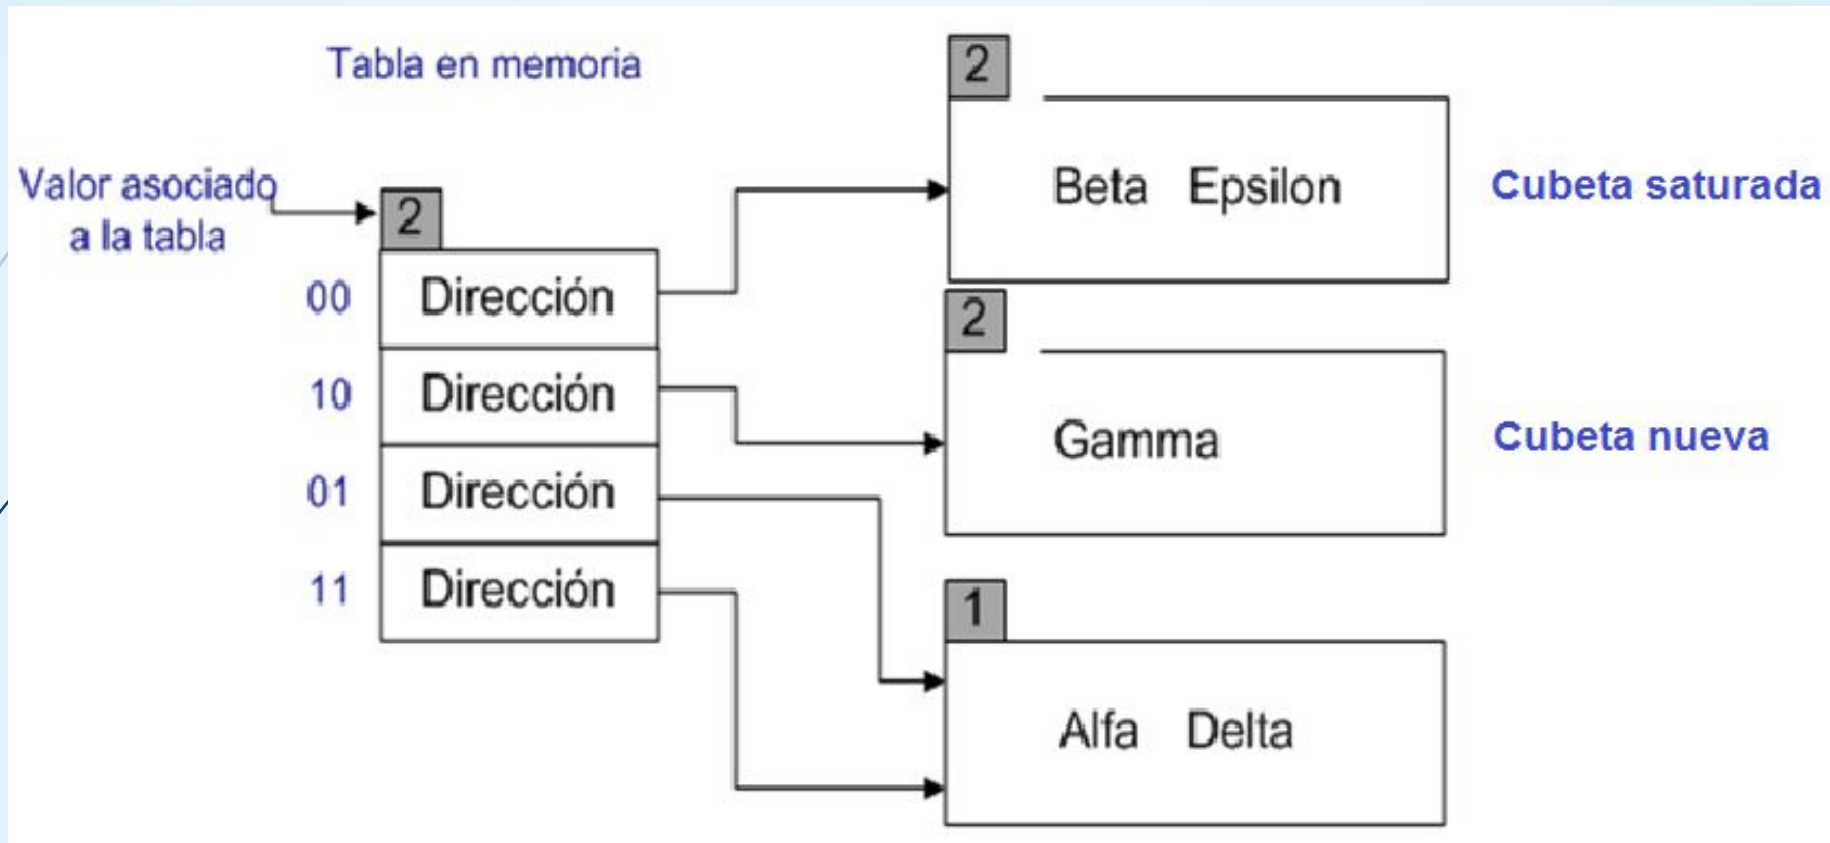 Tabla en memoria
Valor asociado
a la tabla
2
00 Dirección
10 Dirección
01 Dirección
11 Dirección
2
Beta Epsilon
Cubeta saturada
2
Gamma
Cubeta nueva
1
Alfa Delta